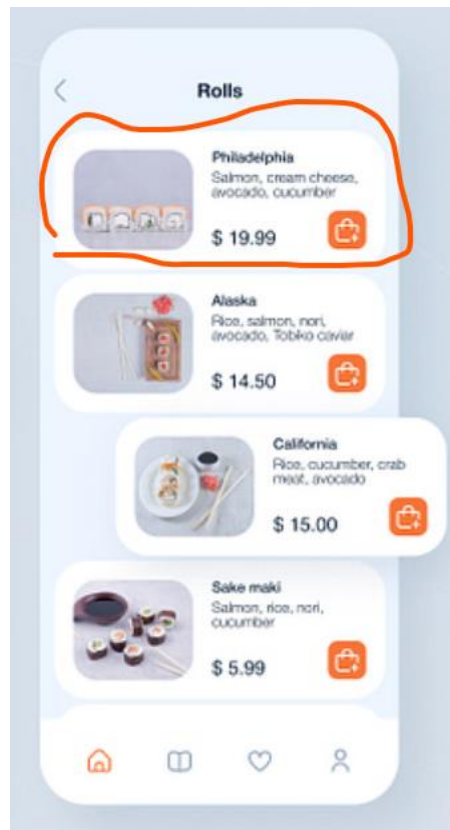 Rolls
Philadelphia
Salmon, cream cheese,
avocado, cucumber
$ 19.99
Alaska
Rice, salmon, nori,
avocado, Tobiko caviar
$ 14.50
California
Rice, cucumber, crab
meat, avocado
$ 15.00
Sake maki
Salmon, rice, nori,
cucumber
$ 5.99